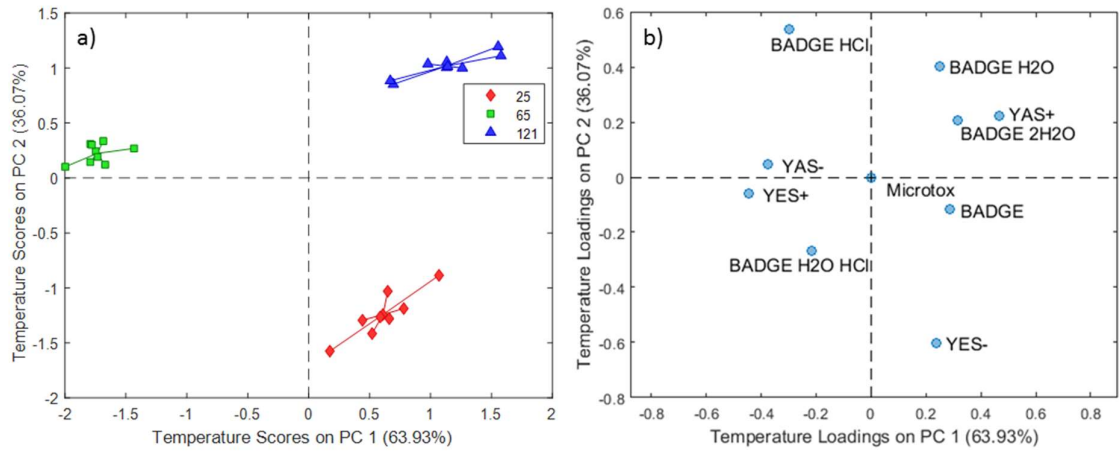 a)
Temperature Scores on PC 2 (36.07%)
2
1.5
1
0.5
0
-0.5
-1
-1.5
-2
-2
-1.5
-1
-0.5
0
0.5
1
1.5
2
Temperature Scores on PC 1 (63.93%)
25
65
121
b)
Temperature Loadings on PC 2 (36.07%)
0.6
0.4
0.2
0
-0.2
-0.4
-0.6
-0.8
-0.8
-0.6
-0.4
-0.2
0
0.2
0.4
0.6
0.8
Temperature Loadings on PC 1 (63.93%)
BADGE HCl
BADGE H2O
YAS+
BADGE 2H2O
YAS-
Microtox
YES+
BADGE
BADGE H2O HCl
YES-